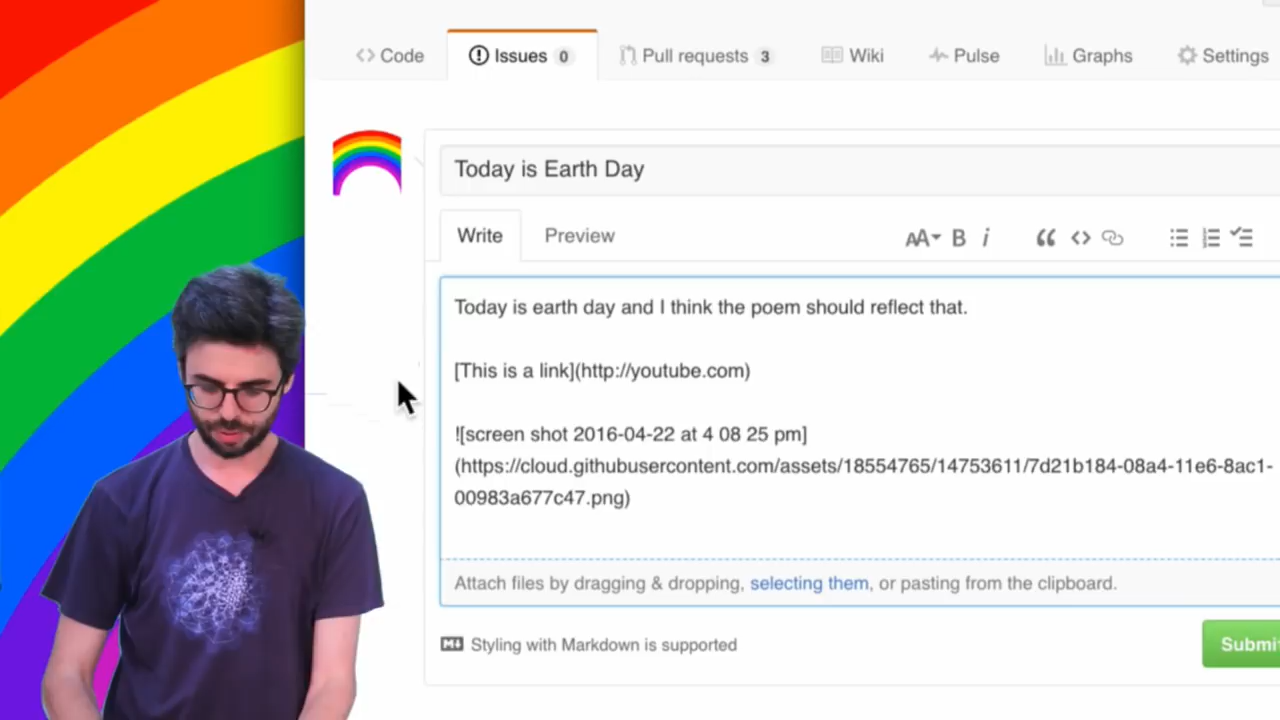 Code
Issues 0
Pull requests 3
Wiki
Pulse
Graphs
Settings
Today is Earth Day
Write
Preview
AA
B
i
Today is earth day and I think the poem should reflect that.
[This is a link](http://youtube.com)
![screen shot 2016-04-22 at 4 08 25 pm]
(https://cloud.githubusercontent.com/assets/18554765/14753611/7d21b184-08a4-11e6-8ac1-
00983a677c47.png)
Attach files by dragging & dropping, selecting them, or pasting from the clipboard.
Styling with Markdown is supported
Submi